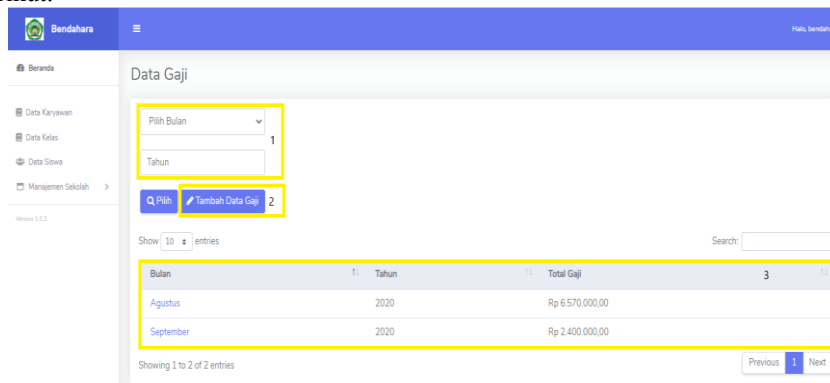 Bendahara
Halo, bendah
Beranda
Data Gaji
Data Karyawan
Data Kelas
Data Siswa
Manajemen Sekolah
Pilih Bulan
1
Tahun
Pilih
Tambah Data Gaji
2
Show 10 entries
Search:
Bulan Tahun Total Gaji 3
Agustus 2020 Rp 6.570.000,00
September 2020 Rp 2.400.000,00
Showing 1 to 2 of 2 entries
Previous 1 Next